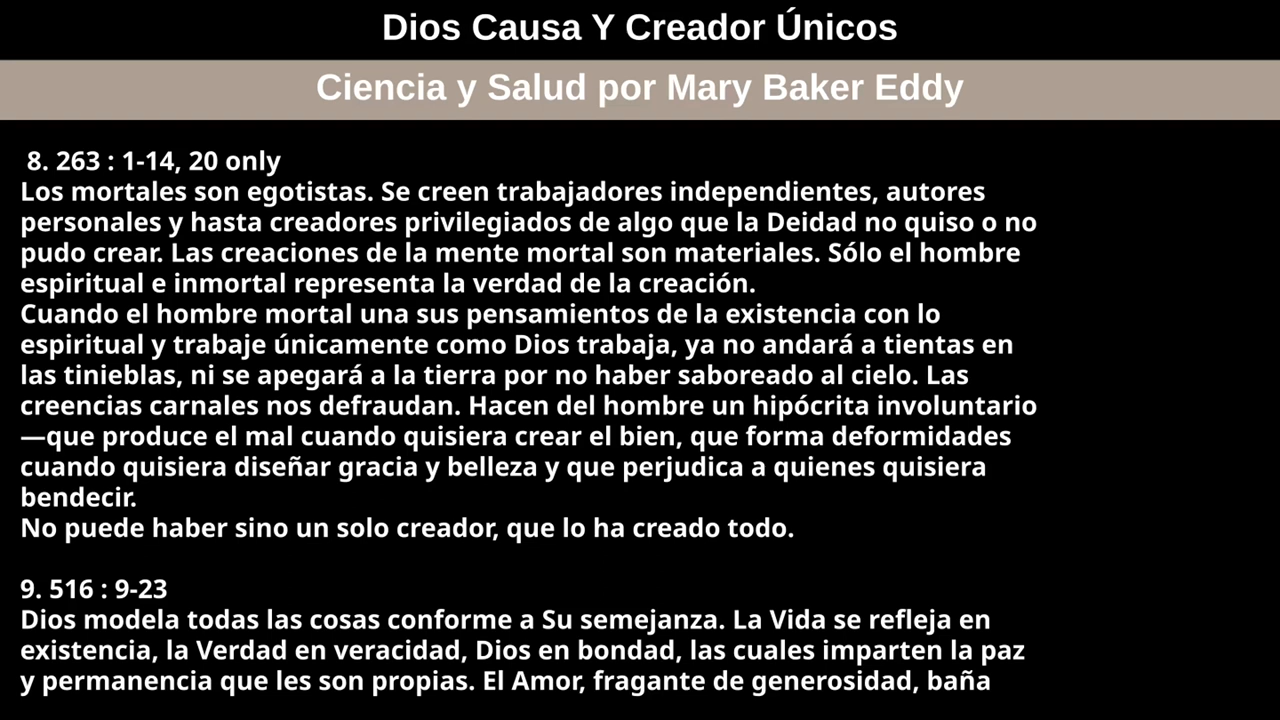 Dios Causa Y Creador Únicos
Ciencia y Salud por Mary Baker Eddy
8. 263 : 1-14, 20 only
Los mortales son egotistas. Se creen trabajadores independientes, autores
personales y hasta creadores privilegiados de algo que la Deidad no quiso o no
pudo crear. Las creaciones de la mente mortal son materiales. Sólo el hombre
espiritual e inmortal representa la verdad de la creación.
Cuando el hombre mortal una sus pensamientos de la existencia con lo
espiritual y trabaje únicamente como Dios trabaja, ya no andará a tientas en
las tinieblas, ni se apegará a la tierra por no haber saboreado al cielo. Las
creencias carnales nos defraudan. Hacen del hombre un hipócrita involuntario
—que produce el mal cuando quisiera crear el bien, que forma deformidades
cuando quisiera diseñar gracia y belleza y que perjudica a quienes quisiera
bendecir.
No puede haber sino un solo creador, que lo ha creado todo.
9. 516 : 9-23
Dios modela todas las cosas conforme a Su semejanza. La Vida se refleja en
existencia, la Verdad en veracidad, Dios en bondad, las cuales imparten la paz
y permanencia que les son propias. El Amor, fragante de generosidad, baña